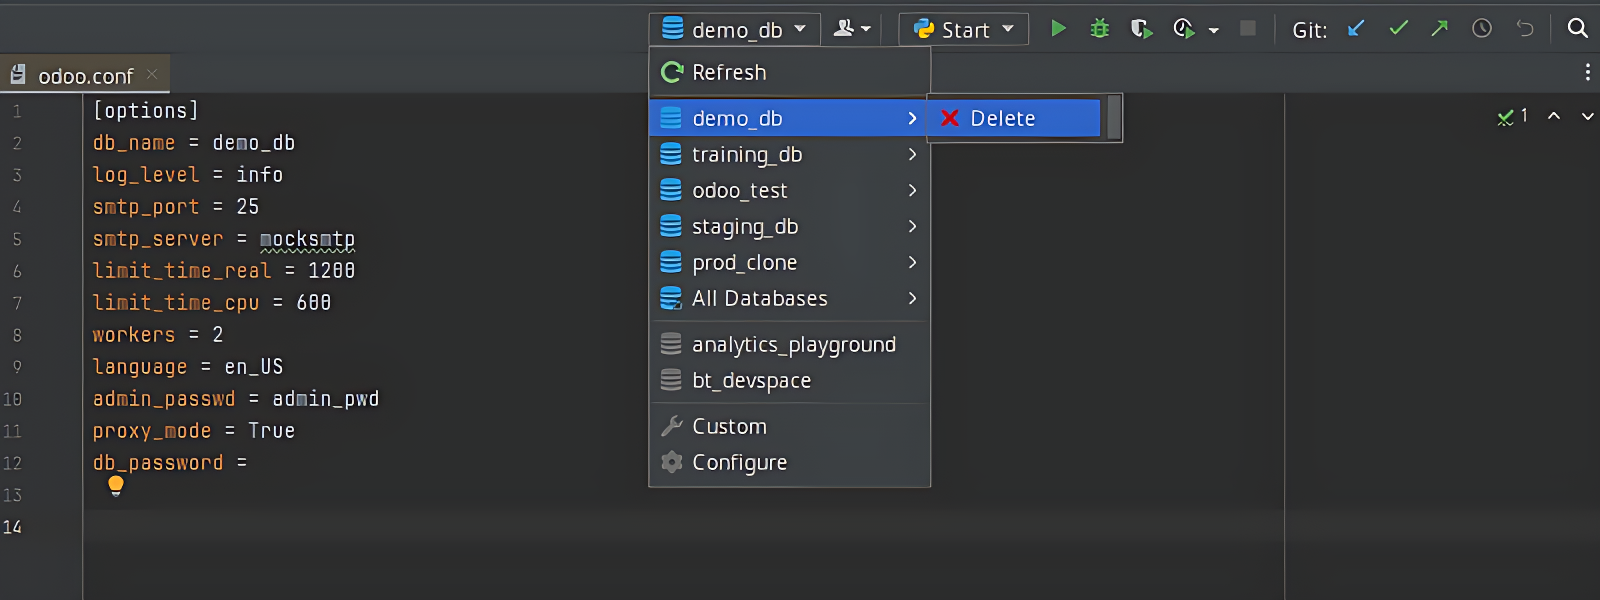 demo_db
Start
Git:
odoo.conf
Refresh
demo_db
Delete
training_db
odoo_test
staging_db
prod_clone
All Databases
analytics_playground
bt_devspace
Custom
Configure
1
1 [options]
2 db_name = demo_db
3 log_level = info
4 smtp_port = 25
5 smtp_server = mocksmtp
6 limit_time_real = 1200
7 limit_time_cpu = 600
8 workers = 2
9 language = en_US
10 admin_passwd = admin_pwd
11 proxy_mode = True
12 db_password =
13
14